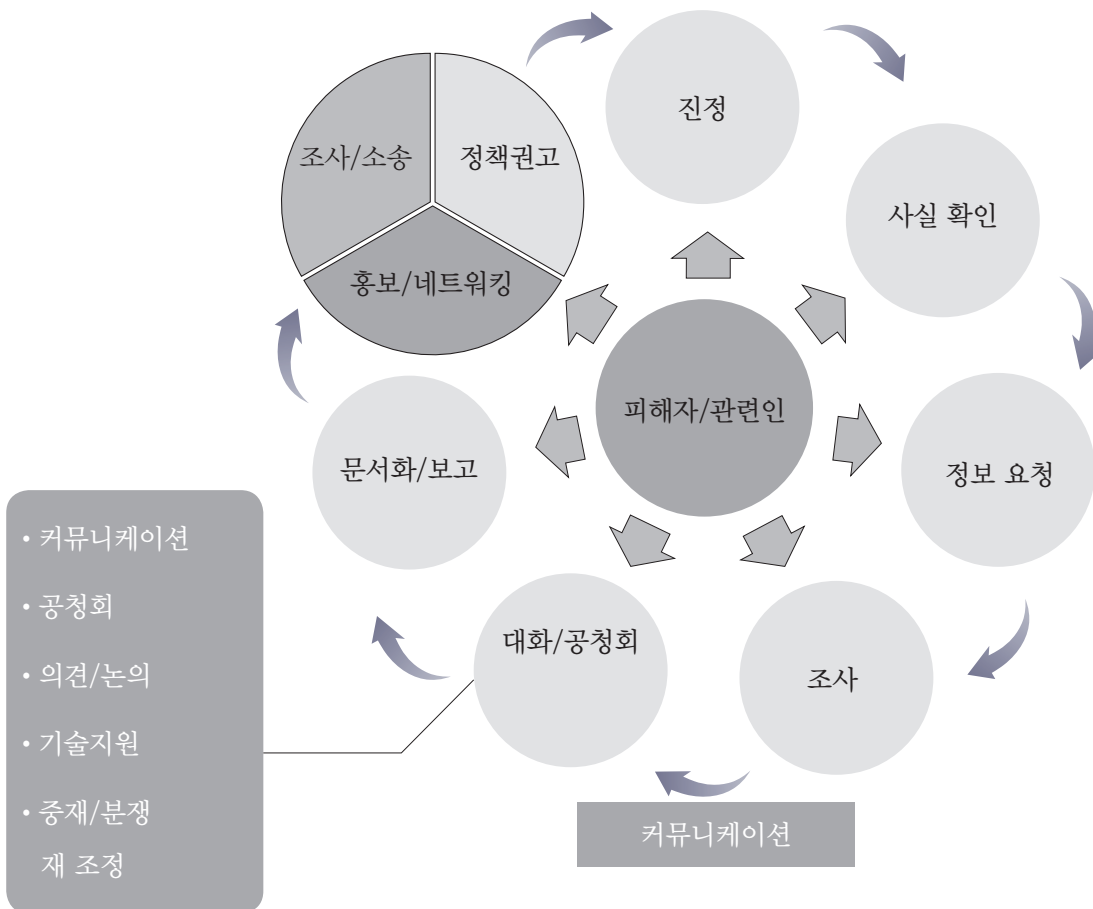 진정
조사/소송
정책권고
사실 확인
홍보/네트워킹
피해자/관련인
문서화/보고
정보 요청
• 커뮤니케이션
• 공청회
• 의견/논의
• 기술지원
• 중재/분쟁
재 조정
대화/공청회
조사
커뮤니케이션